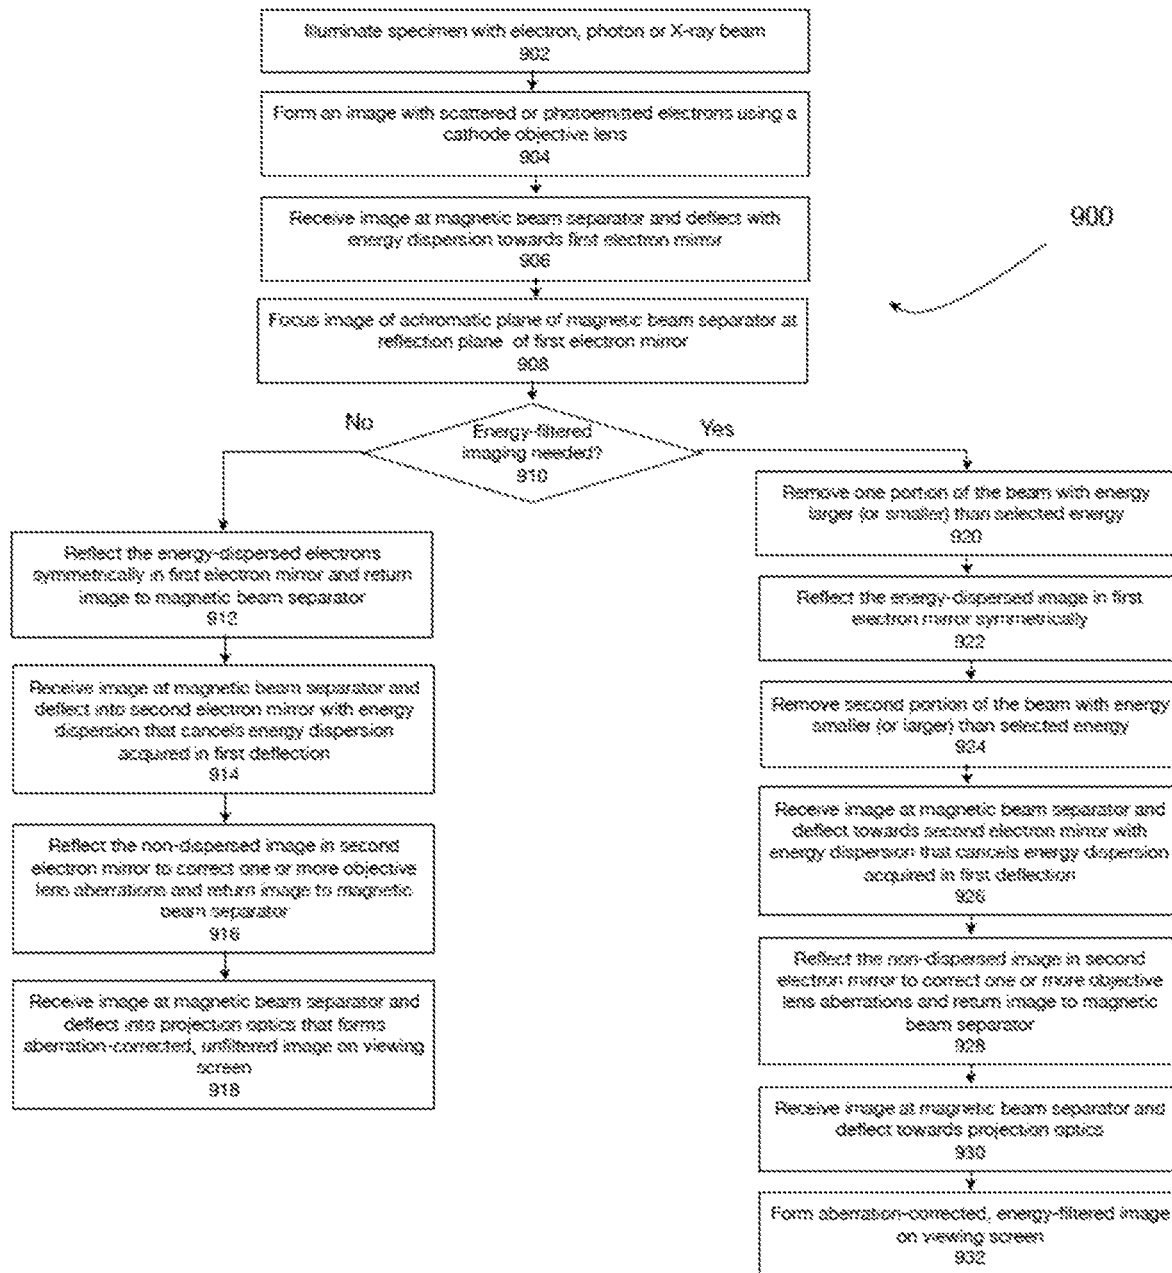 Illuminate specimen with electron, photon or X-ray beam
902
Form an image with scattered or photoemitted electrons using a
cathode objective lens
904
Receive image at magnetic beam separator and deflect with
energy dispersion towards first electron mirror
906
900
Focus image of achromatic plane of magnetic beam separator at
reflection plane of first electron mirror
908
No
Energy-filtered
imaging needed?
910
Yes
Reflect the energy-dispersed electrons
symmetrically in first electron mirror and return
image to magnetic beam separator
912
Receive image at magnetic beam separator and
deflect into second electron mirror with energy
dispersion that cancels energy dispersion
acquired in first deflection
914
Reflect the non-dispersed image in second
electron mirror to correct one or more objective
lens aberrations and return image to magnetic
beam separator
916
Receive image at magnetic beam separator and
deflect into projection optics that forms
aberration-corrected, unfiltered image on viewing
screen
918
Remove one portion of the beam with energy
larger (or smaller) than selected energy
920
Reflect the energy-dispersed image in first
electron mirror symmetrically
922
Remove second portion of the beam with energy
smaller (or larger) than selected energy
924
Receive image at magnetic beam separator and
deflect towards second electron mirror with
energy dispersion that cancels energy dispersion
acquired in first deflection
926
Reflect the non-dispersed image in second
electron mirror to correct one or more objective
lens aberrations and return image to magnetic
beam separator
928
Receive image at magnetic beam separator and
deflect towards projection optics
930
Form aberration-corrected, energy-filtered image
on viewing screen
932